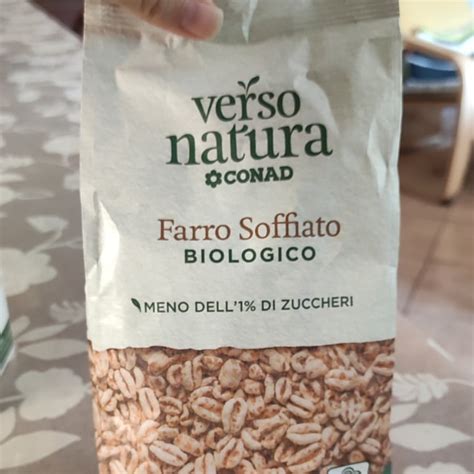 verso
natura
CONAD
Farro Soffiato
BIOLOGICO
MENO DELL'1% DI ZUCCHERI